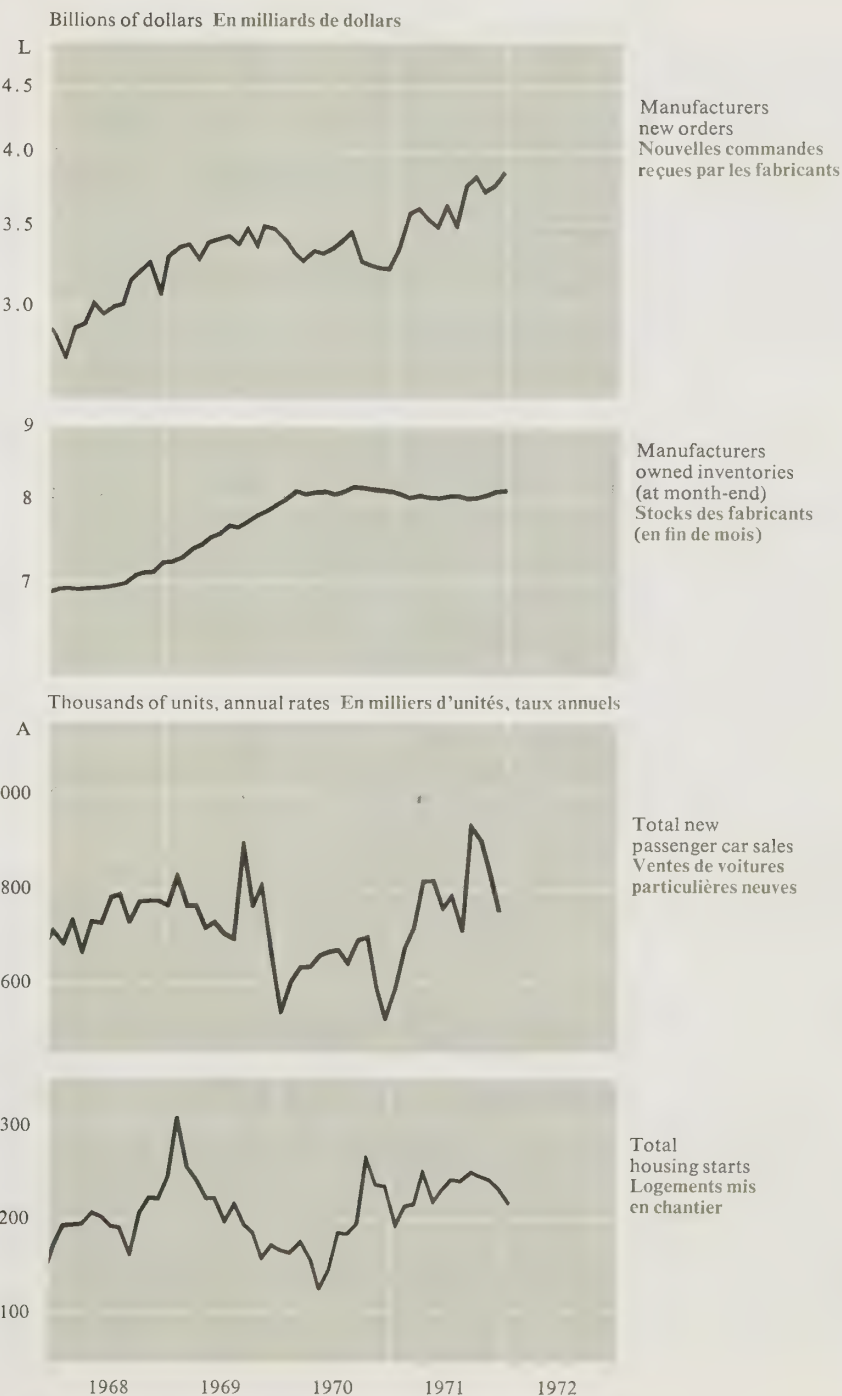 Billions of dollars En milliards de dollars
L
4.5
4.0
3.5
3.0
Manufacturers
new orders
Nouvelles commandes
reçues par les fabricants
9
8
7
Manufacturers
owned inventories
(at month-end)
Stocks des fabricants
(en fin de mois)
Thousands of units, annual rates En milliers d'unités, taux annuels
A
000
800
600
Total new
passenger car sales
Ventes de voitures
particulières neuves
300
200
100
Total
housing starts
Logements mis
en chantier
1968 1969 1970 1971 1972